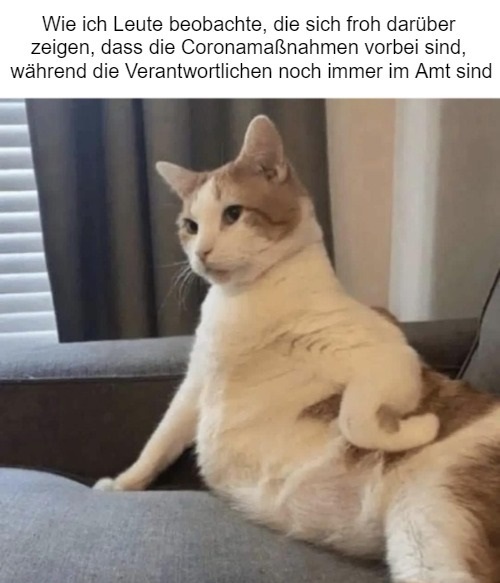 Wie ich Leute beobachte, die sich froh darüber
zeigen, dass die Coronamaßnahmen vorbei sind,
während die Verantwortlichen noch immer im Amt sind